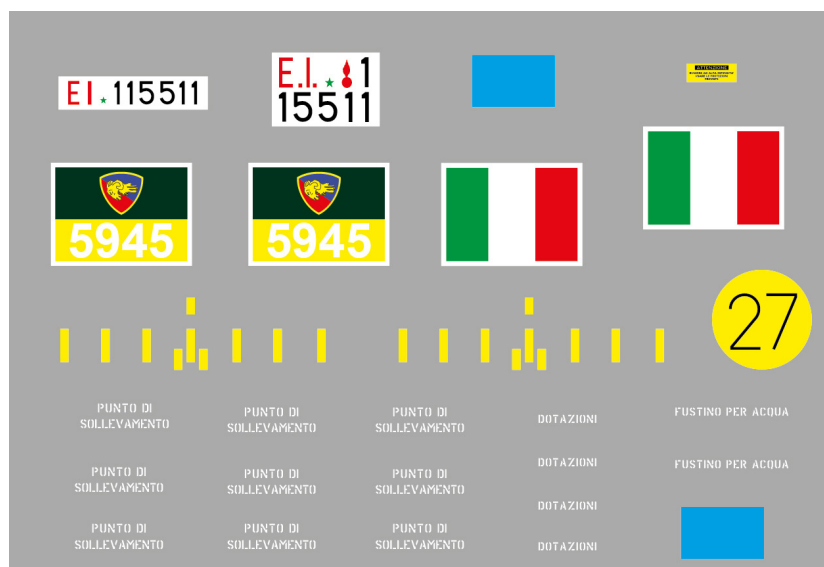 EI.115511
E.I. 1
15511
ATTENZIONE
5945
5945
27
PUNTO DI
SOLLEVAMENTO
PUNTO DI
SOLLEVAMENTO
PUNTO DI
SOLLEVAMENTO
DOTAZIONI
FUSTINO PER ACQUA
PUNTO DI
SOLLEVAMENTO
PUNTO DI
SOLLEVAMENTO
PUNTO DI
SOLLEVAMENTO
DOTAZIONI
FUSTINO PER ACQUA
DOTAZIONI
PUNTO DI
SOLLEVAMENTO
PUNTO DI
SOLLEVAMENTO
PUNTO DI
SOLLEVAMENTO
DOTAZIONI